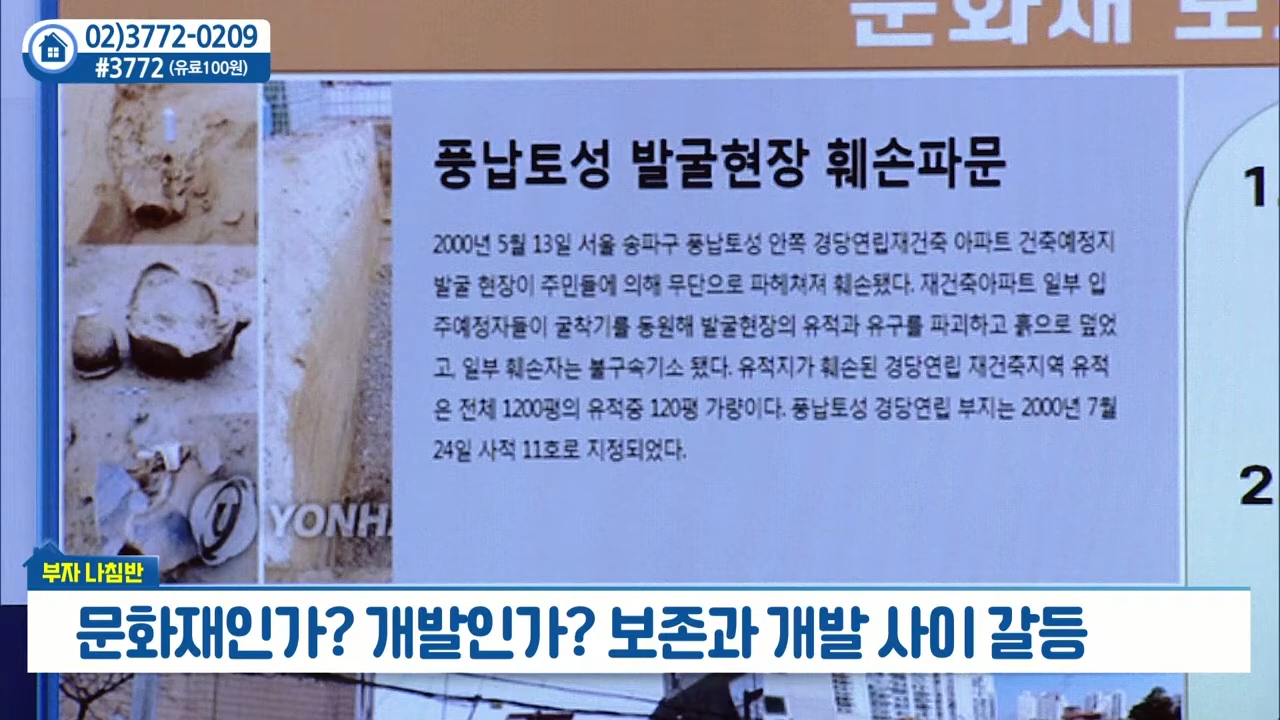 02)3772-0209
#3772 (유료100원)
문화재 보
풍납토성 발굴현장 훼손파문
2000년 5월 13일 서울 송파구 풍납토성 안쪽 경당연립재건축 아파트 건축예정지
발굴 현장이 주민들에 의해 무단으로 파헤쳐져 훼손됐다. 재건축아파트 일부 입
주예정자들이 굴착기를 동원해 발굴현장의 유적과 유구를 파괴하고 흙으로 덮었
고, 일부 훼손자는 불구속기소 됐다. 유적지가 훼손된 경당연립 재건축지역 유적
은 전체 1200평의 유적중 120평 가량이다. 풍납토성 경당연립 부지는 2000년 7월
24일 사적 11호로 지정되었다.
1.
2
YONH
부자 나침반
문화재인가? 개발인가? 보존과 개발 사이 갈등